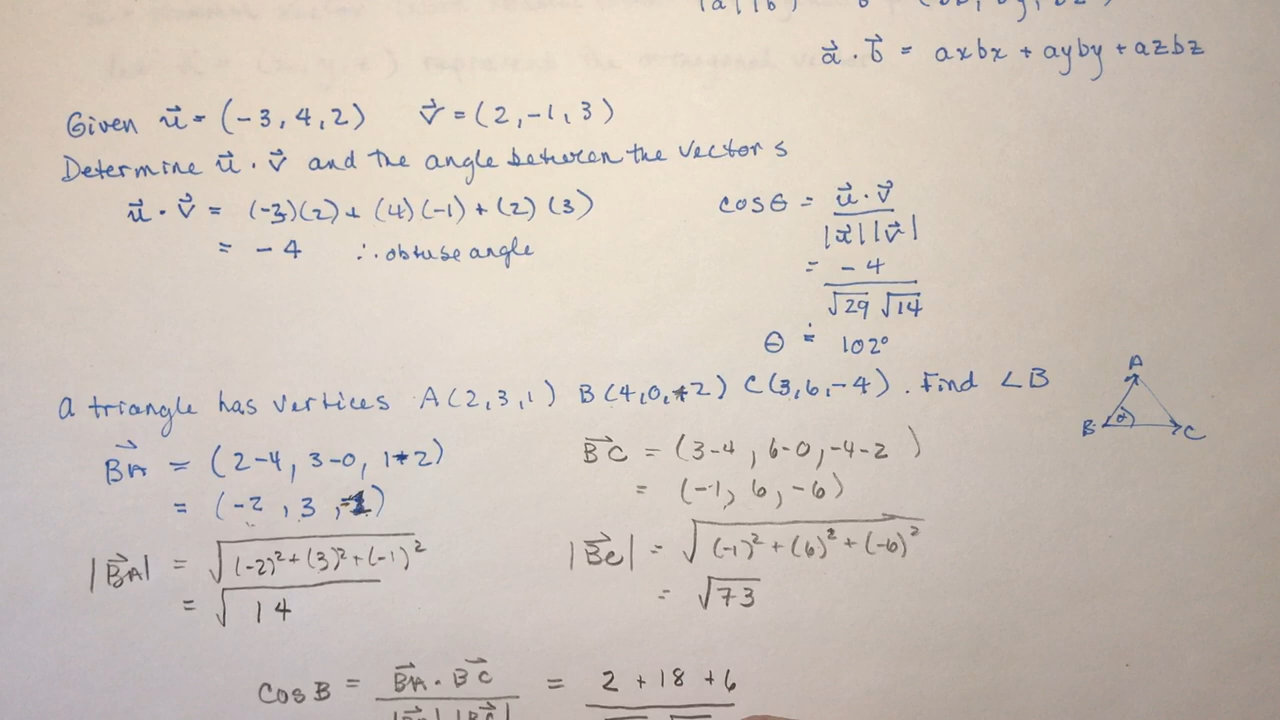 a⃗ · b⃗ = axbx + ayby + azbz
Given u⃗ = (-3, 4, 2) v⃗ = (2, -1, 3)
Determine u⃗ · v⃗ and the angle between the vectors
u⃗ · v⃗ = (-3)(2) + (4)(-1) + (2)(3)
= -4 ∴ obtuse angle
cosθ = u⃗ · v⃗ / |u⃗||v⃗|
= -4 / √29 √14
θ ≐ 102°
A triangle has vertices A(2,3,1) B(4,0,2) C(3,6,-4). Find ∠B
A
B
C
BA⃗ = (2-4, 3-0, 1-2)
= (-2, 3, -1)
|BA⃗| = √(-2)²+(3)²+(-1)²
= √14
BC⃗ = (3-4, 6-0, -4-2)
= (-1, 6, -6)
|BC⃗| = √(-1)²+(6)²+(-6)²
= √73
cos B = BA⃗ · BC⃗ / |BA⃗| |BC⃗| = 2 + 18 + 6